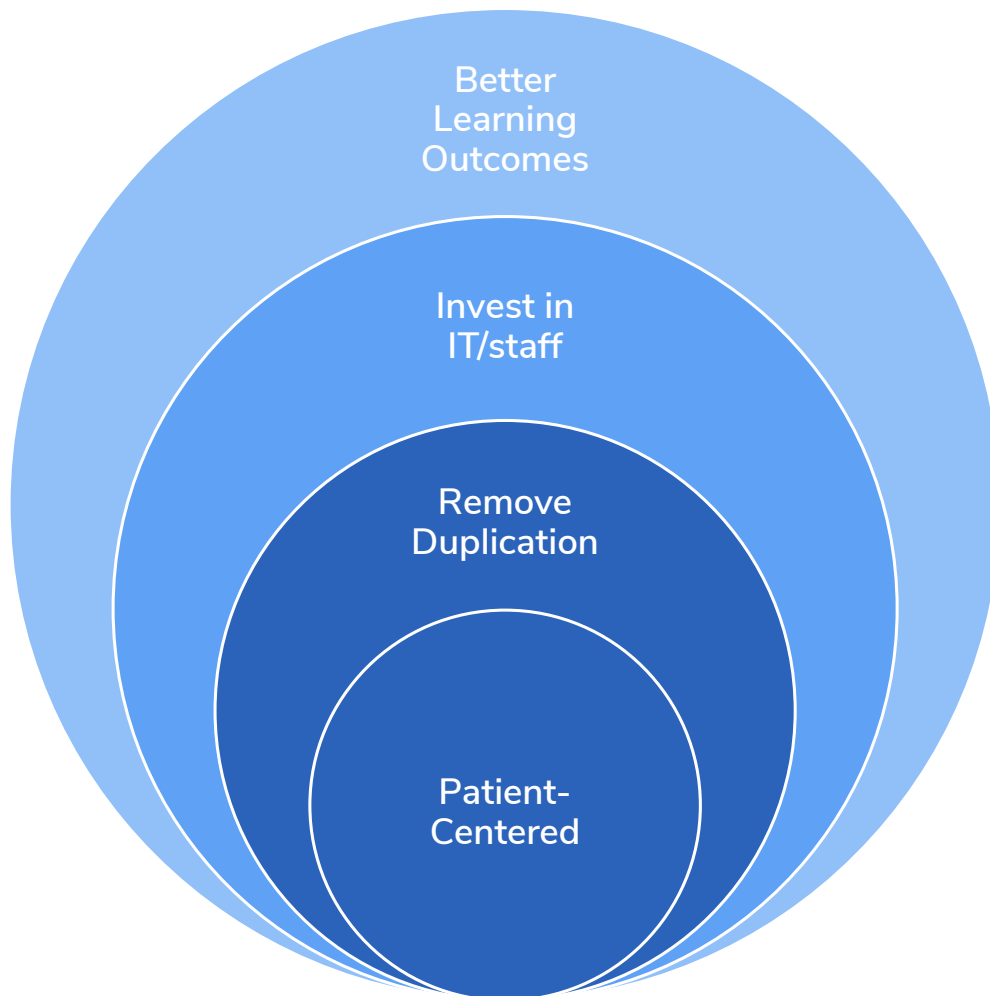 Better
Learning
Outcomes
Invest in
IT/staff
Remove
Duplication
Patient-
Centered